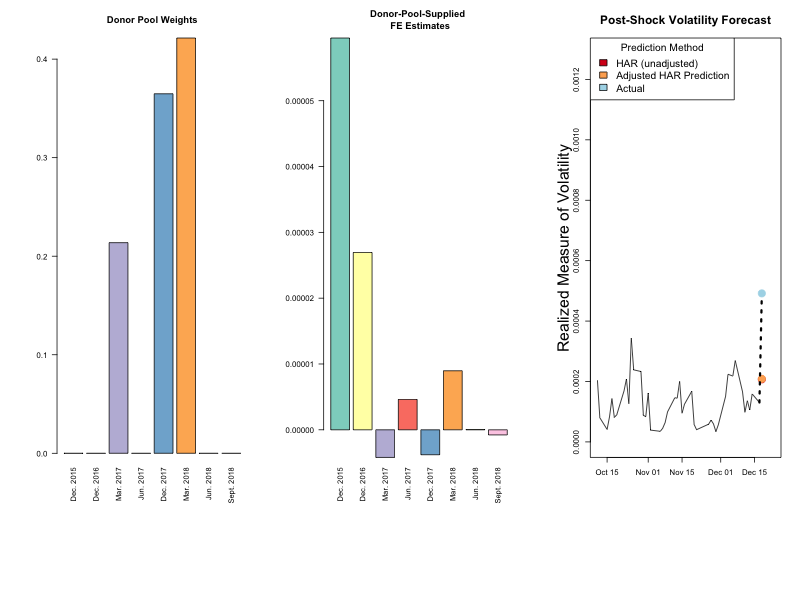 Donor Pool Weights
0.4
0.3
0.2
0.1
0.0
Dec. 2015
Dec. 2016
Mar. 2017
Jun. 2017
Dec. 2017
Mar. 2018
Jun. 2018
Sept. 2018
Donor-Pool-Supplied
FE Estimates
0.00005
0.00004
0.00003
0.00002
0.00001
0.00000
Dec. 2015
Dec. 2016
Mar. 2017
Jun. 2017
Dec. 2017
Mar. 2018
Jun. 2018
Sept. 2018
Post-Shock Volatility Forecast
Prediction Method
HAR (unadjusted)
Adjusted HAR Prediction
Actual
Realized Measure of Volatility
0.0012
0.0010
0.0008
0.0006
0.0004
0.0002
0.0000
Oct 15
Nov 01
Nov 15
Dec 01
Dec 15